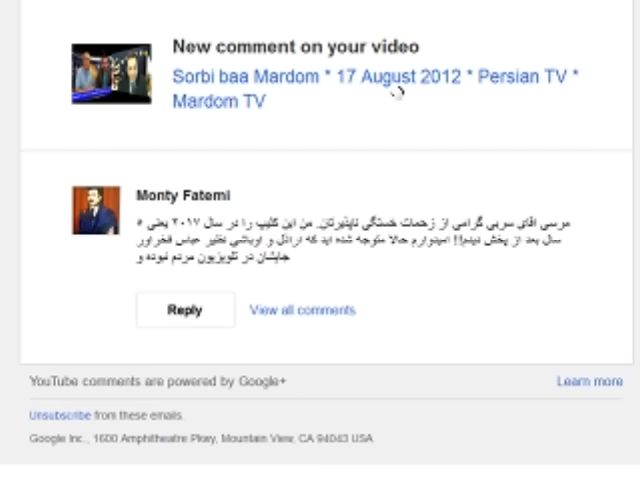 New comment on your video
Sorbi baa Mardom * 17 August 2012 * Persian TV *
Mardom TV
Monty Fatemi
مرسی اقای سربی گرامی از زحمات خستگی ناپذیرتان. من این کلیپ را در سال ۲۰۱۷ یعنی ۵
سال بعد از پخش دیدم!! امیدوارم حالا متوجه شده اید که اراذل و اوباشی نظیر عباس فخراور
جایشان در تلویزیون مردم نبوده و
Reply
View all comments
YouTube comments are powered by Google+
Learn more
Unsubscribe from these emails.
Google Inc., 1600 Amphitheatre Pkwy, Mountain View, CA 94043 USA